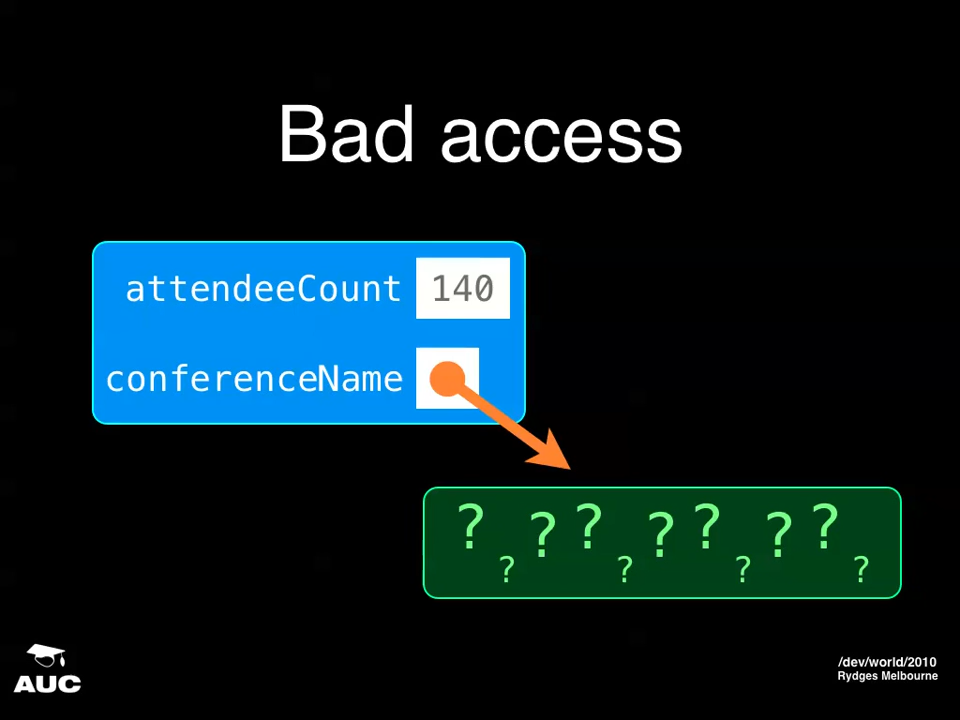 Bad access
attendeeCount 140
conferenceName
? ? ? ? ? ? ? ? ? ? ?
AUC
/dev/world/2010
Rydges Melbourne